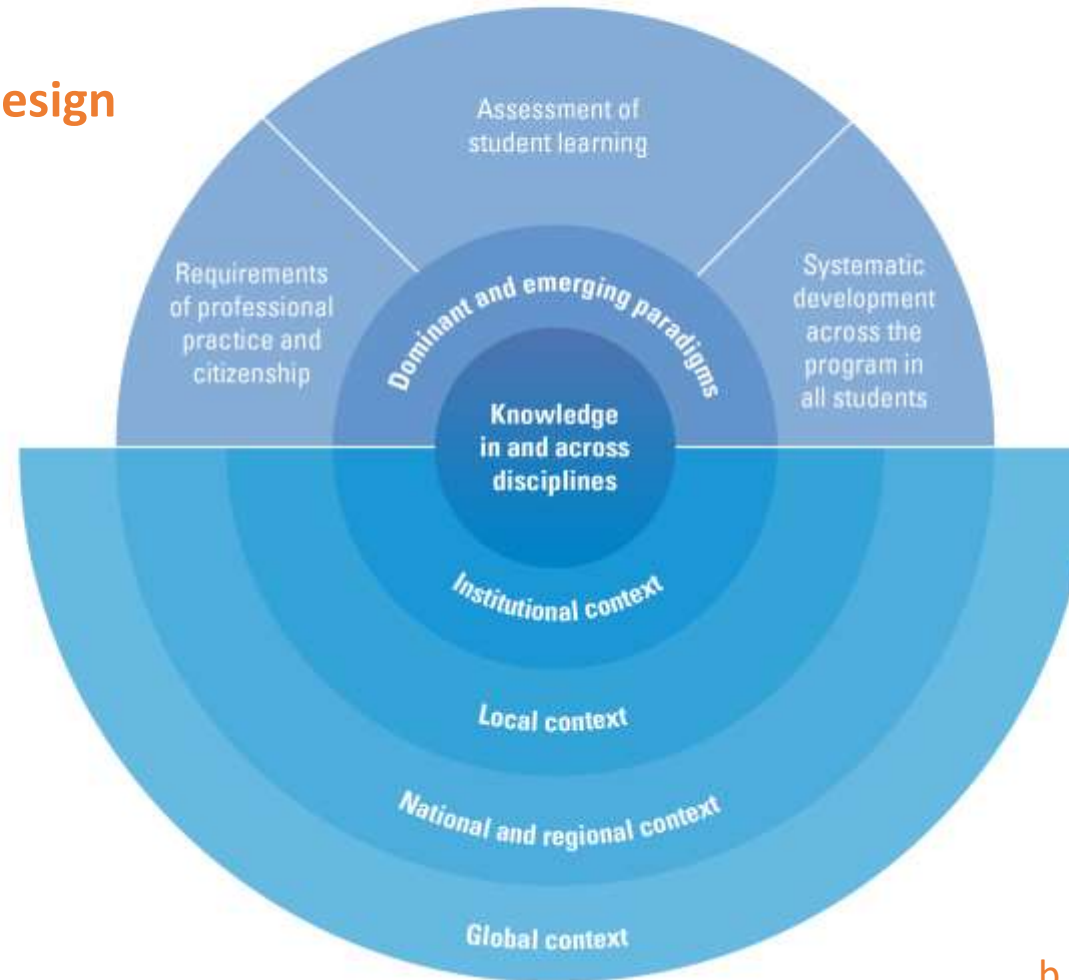 esign
Assessment of
student learning
Requirements
of professional
practice and
citizenship
Systematic
development
across the
program in
all students
Dominant and emerging paradigms
Knowledge
in and across
disciplines
Institutional context
Local context
National and regional context
Global context
h